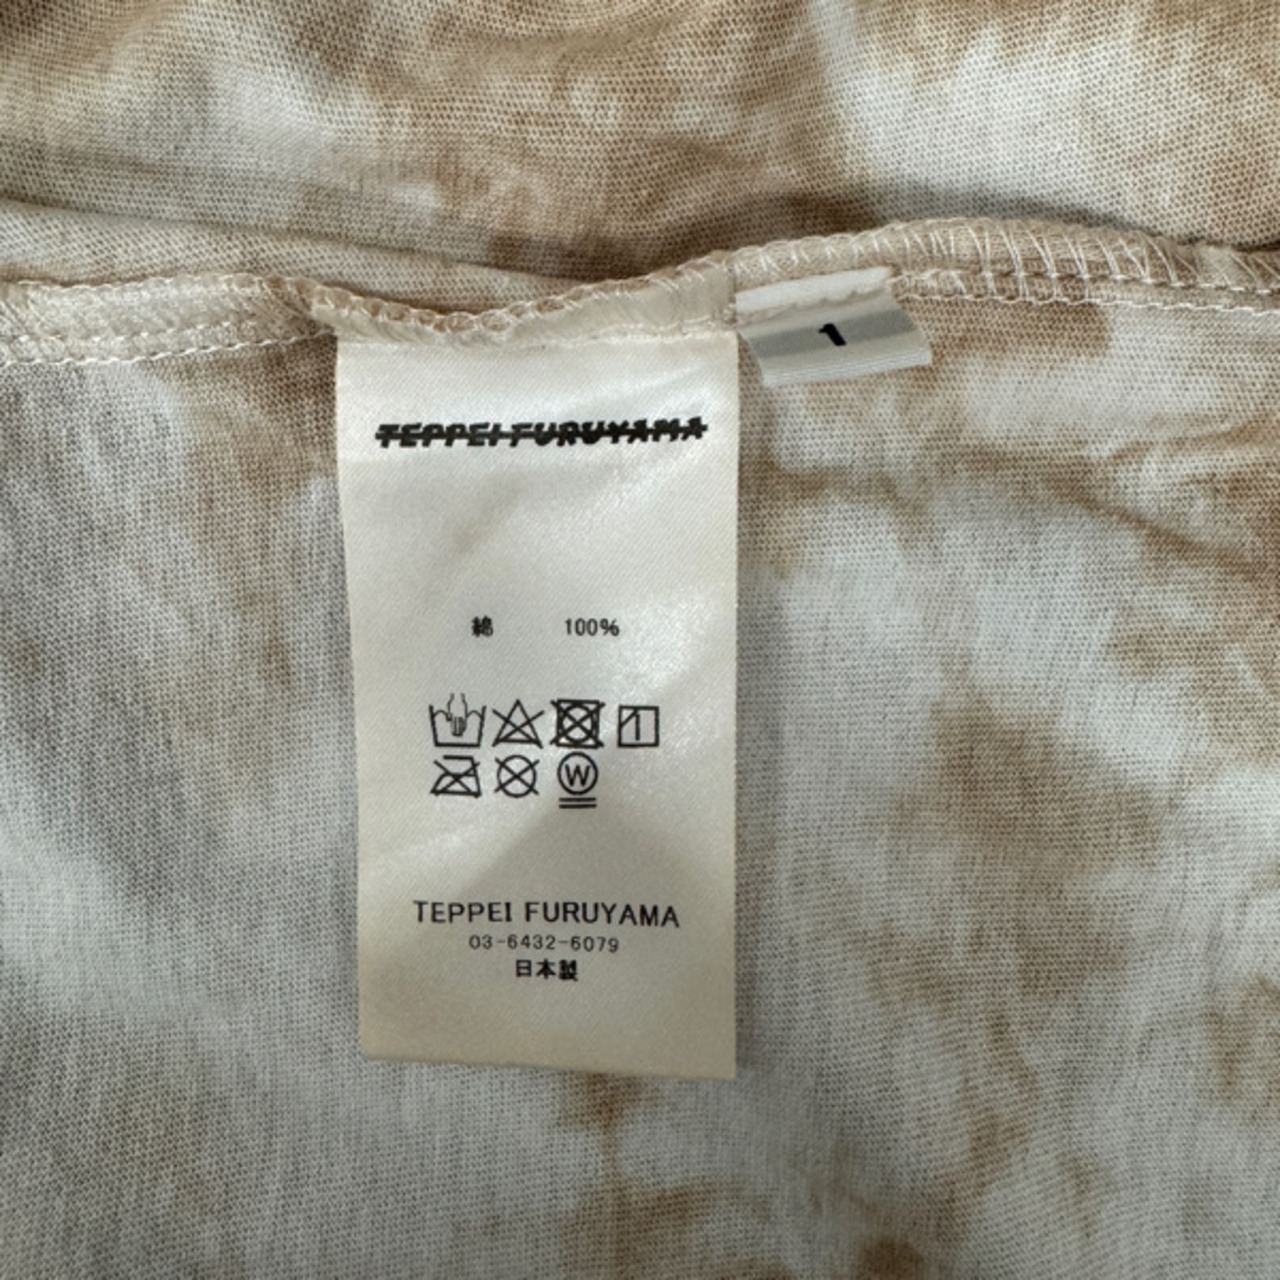 1
TEPPEI FURUYAMA
綿 100%
W
TEPPEI FURUYAMA
03-6432-6079
日本製